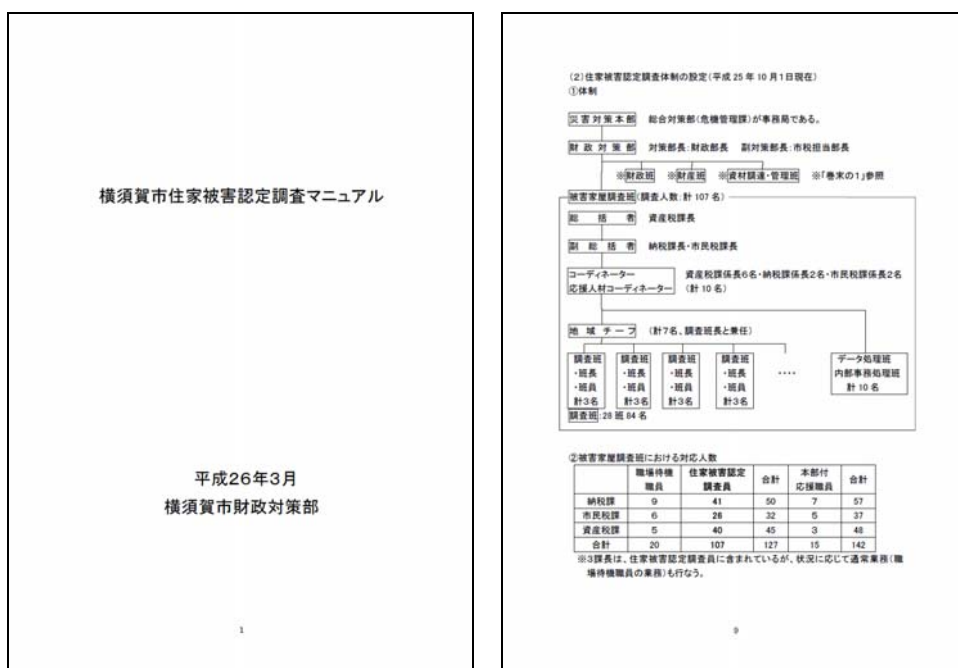 横須賀市住家被害認定調査マニュアル
平成26年3月
横須賀市財政対策部
1
(2)住家被害認定調査体制の設定(平成 25 年 10 月1日現在)
①体制
災害対策本部 総合対策部(危機管理課)が事務局である。
財政対策部 対策部長:財政部長 副対策部長:市税担当部長
※財政班 ※財産班 ※資材調達・管理班 ※「巻末の1」参照
被害家屋調査班(調査人数:計 107 名)
総括者 資産税課長
副総括者 納税課長・市民税課長
コーディネーター 資産税課係長6名・納税課係長2名・市民税課係長2名
応援人材コーディネーター (計 10 名)
地域チーフ (計7名、調査班長と兼任)
調査班 調査班 調査班 調査班 データ処理班
・班長 ・班長 ・班長 ・班長 ‥‥ 内部事務処理班
・班員 ・班員 ・班員 ・班員 計 10 名
計3名 計3名 計3名 計3名
調査班:28 班 84 名
②被害家屋調査班における対応人数
職場待機職員 住家被害認定調査員 合計 本部付応援職員 合計
納税課 9 41 50 7 57
市民税課 6 26 32 5 37
資産税課 5 40 45 3 48
合計 20 107 127 15 142
※3課長は、住家被害認定調査員に含まれているが、状況に応じて通常業務(職
場待機職員の業務)も行なう。
9